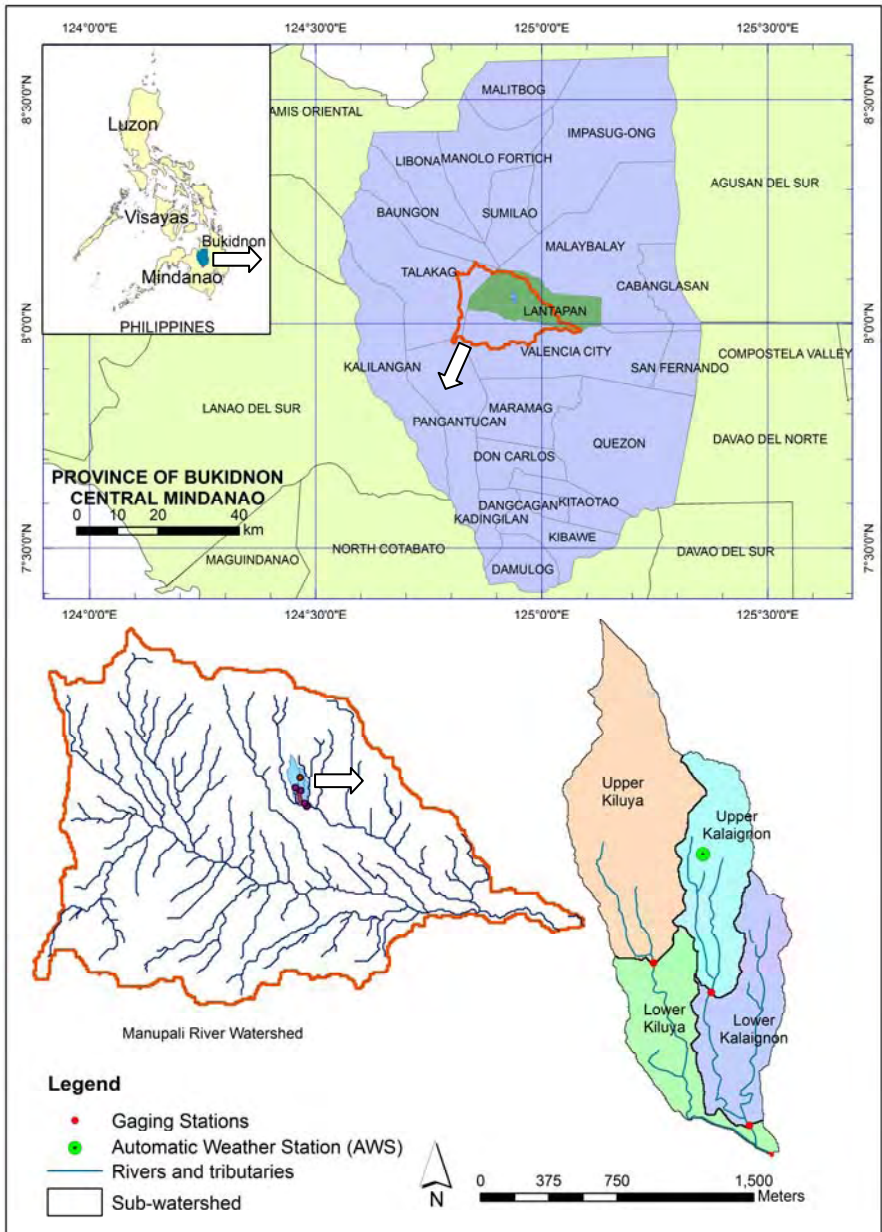 124°0'0"E
124°30'0"E
125°0'0"E
125°30'0"E
8°30'0"N
8°0'0"N
7°30'0"N
8°30'0"N
8°0'0"N
7°30'0"N
Luzon
Visayas
Bukidnon
Mindanao
PHILIPPINES
AMIS ORIENTAL
MALITBOG
IMPASUG-ONG
LIBONA
MANOLO FORTICH
AGUSAN DEL SUR
BAUNGON
SUMILAO
MALAYBALAY
TALAKAG
CABANGLASAN
LANTAPAN
VALENCIA CITY
COMPOSTELA VALLEY
KALILANGAN
SAN FERNANDO
LANAO DEL SUR
MARAMAG
PANGANTUCAN
QUEZON
DAVAO DEL NORTE
DON CARLOS
PROVINCE OF BUKIDNON
CENTRAL MINDANAO
0 10 20 40
km
DANGCAGAN
KITAOTAO
KADINGILAN
KIBAWE
NORTH COTABATO
MAGUINDANAO
DAVAO DEL SUR
DAMULOG
124°0'0"E
124°30'0"E
125°0'0"E
125°30'0"E
Upper
Kiluya
Upper
Kalaignon
Lower
Kiluya
Lower
Kalaignon
Manupali River Watershed
Legend
Gaging Stations
Automatic Weather Station (AWS)
Rivers and tributaries
Sub-watershed
N
0 375 750 1,500
Meters